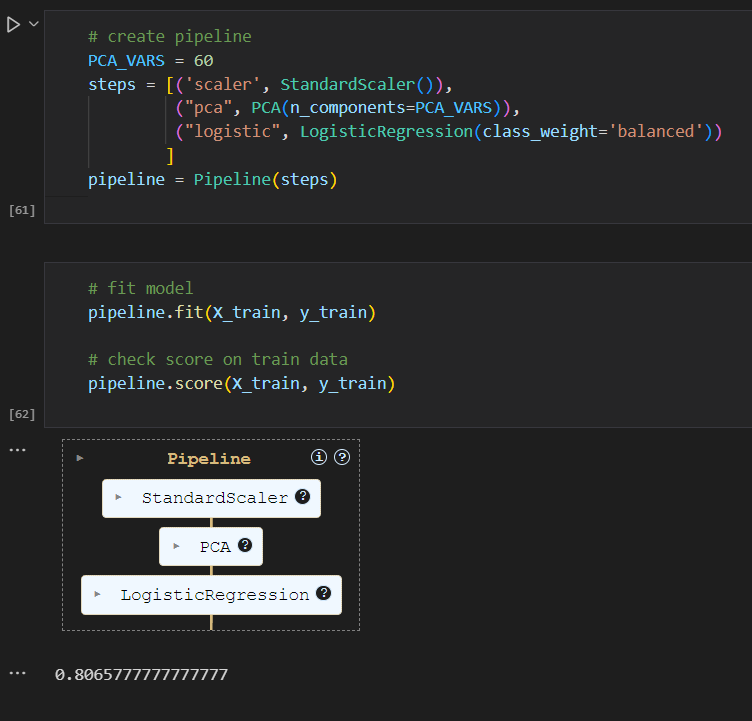 # create pipeline
PCA_VARS = 60
steps = [('scaler', StandardScaler()),
("pca", PCA(n_components=PCA_VARS)),
("logistic", LogisticRegression(class_weight='balanced'))
]
pipeline = Pipeline(steps)
[61]
# fit model
pipeline.fit(X_train, y_train)
# check score on train data
pipeline.score(X_train, y_train)
[62]
Pipeline
StandardScaler ?
PCA ?
LogisticRegression ?
0.8065777777777777